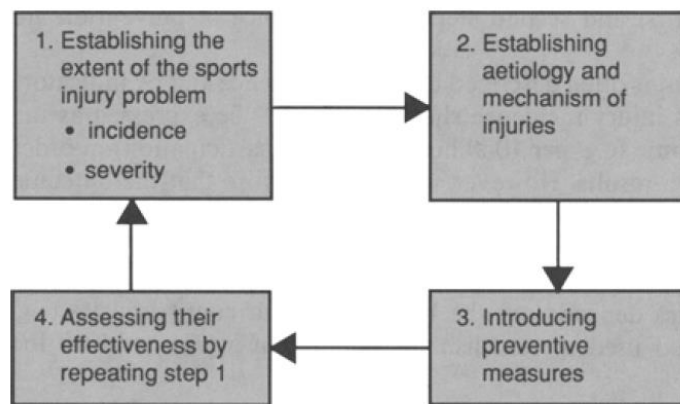 1. Establishing the
extent of the sports
injury problem
• incidence
• severity
2. Establishing
aetiology and
mechanism of
injuries
4. Assessing their
effectiveness by
repeating step 1
3. Introducing
preventive
measures